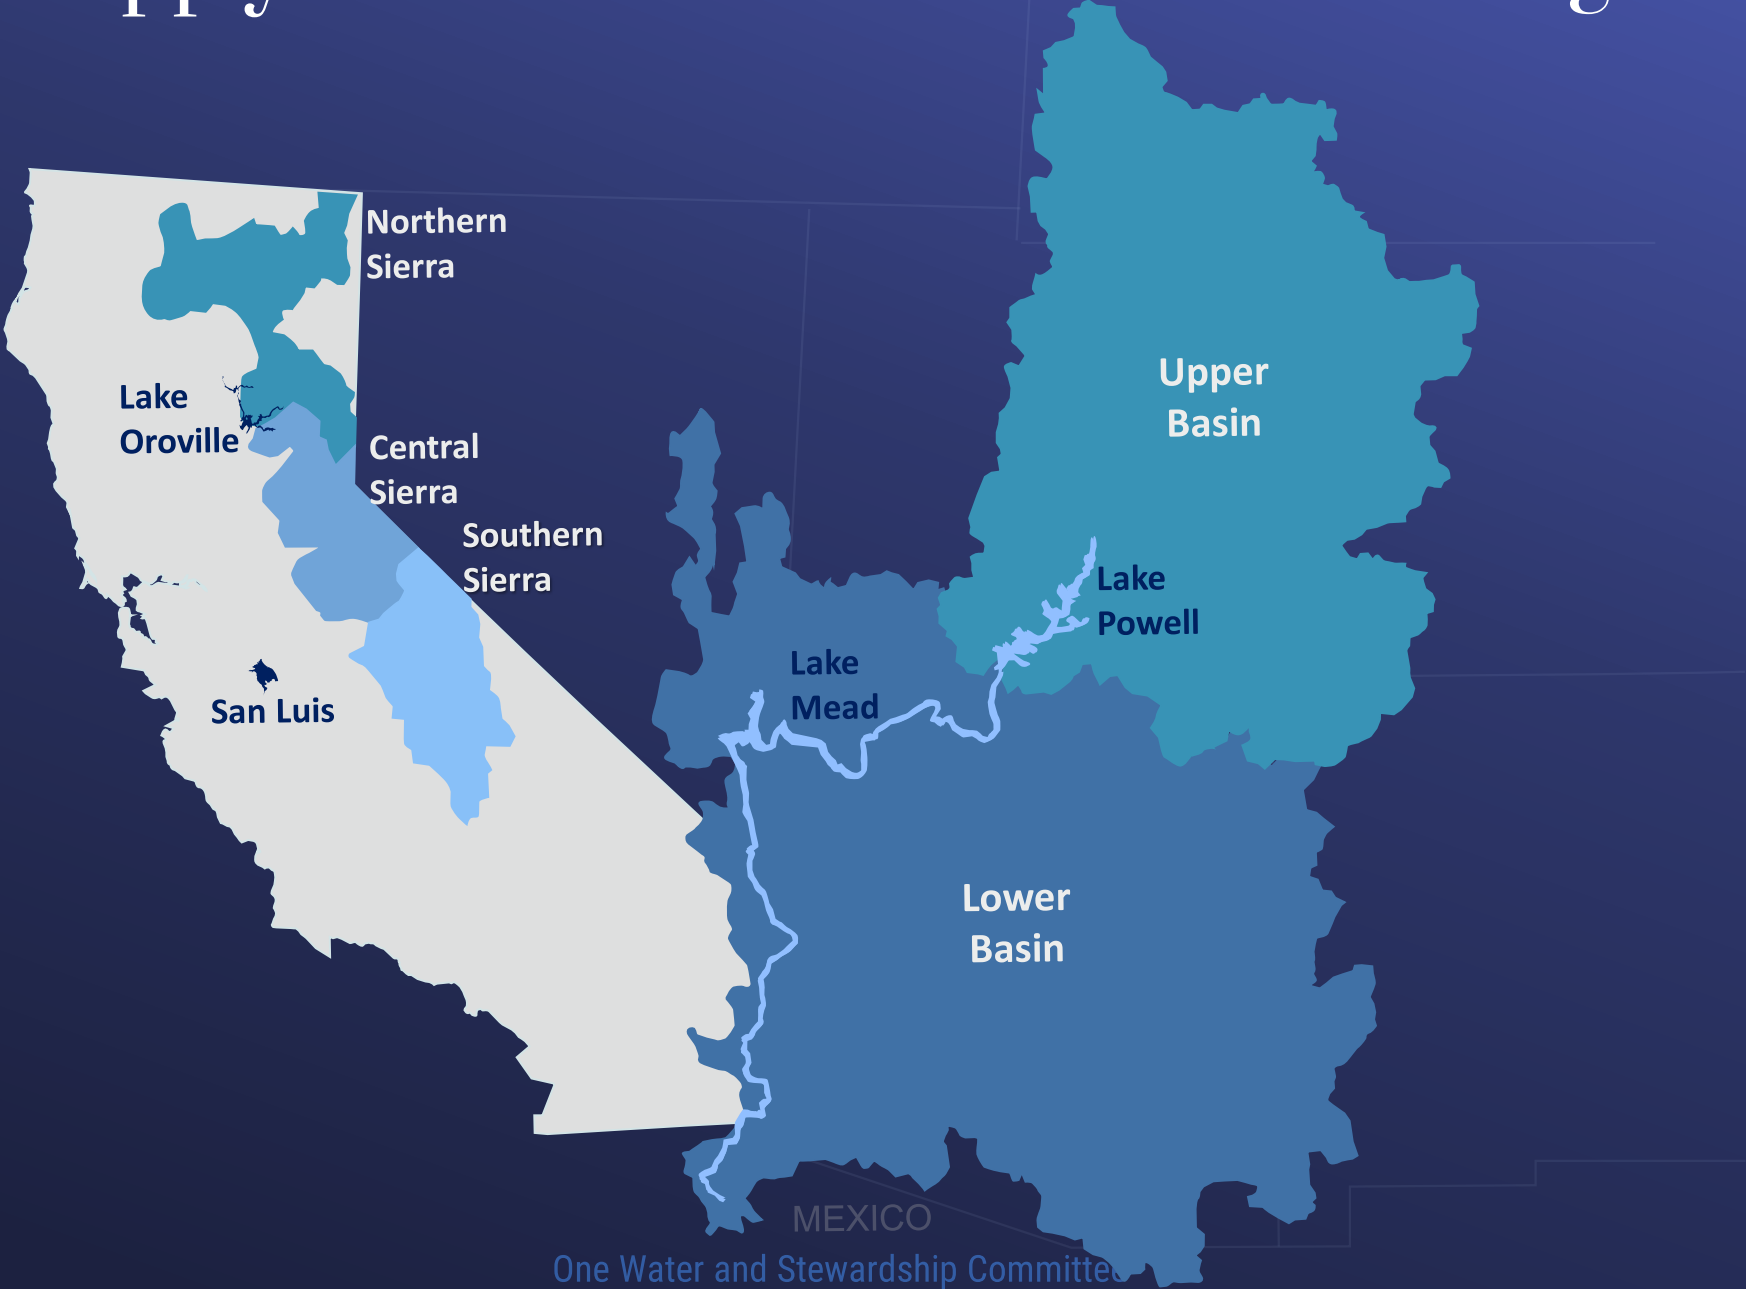 Northern
Sierra
Lake
Oroville
Central
Sierra
Southern
Sierra
San Luis
Upper
Basin
Lake
Powell
Lake
Mead
Lower
Basin
MEXICO
One Water and Stewardship Committee